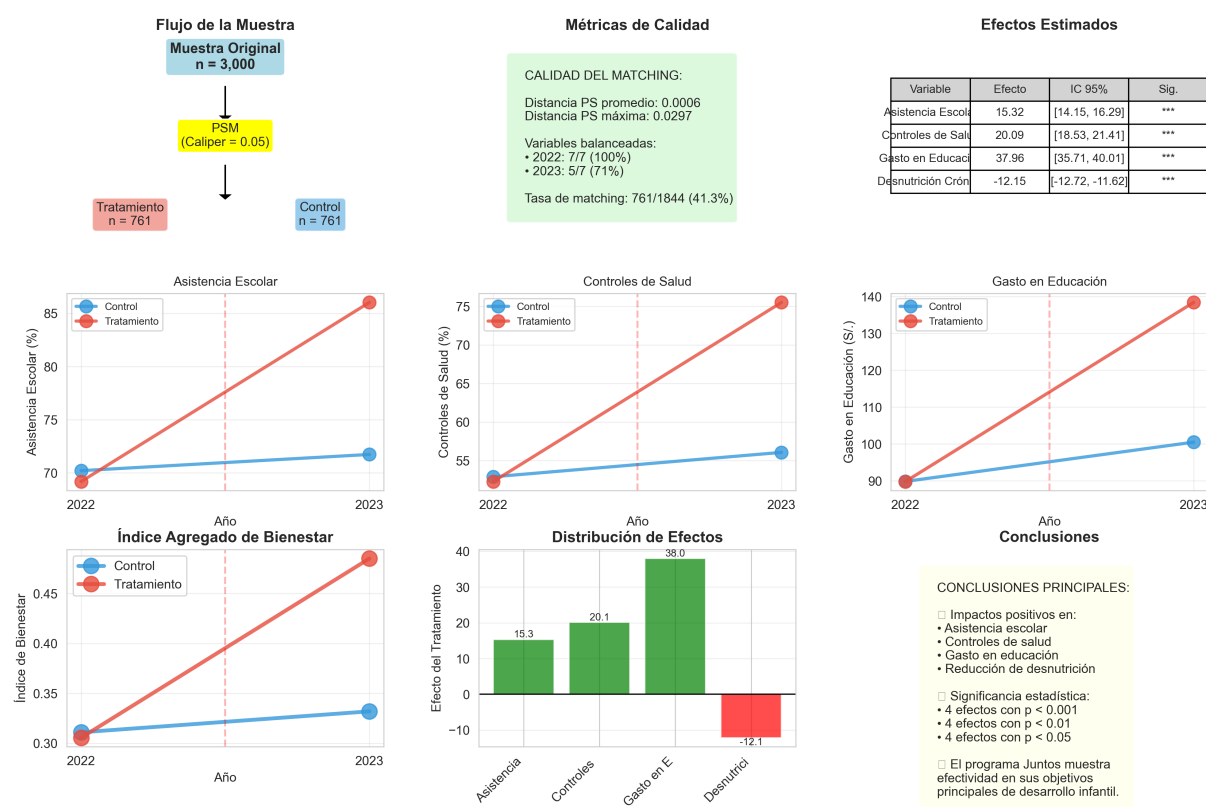 Flujo de la Muestra
Muestra Original
n = 3,000
PSM
(Caliper = 0.05)
Tratamiento
n = 761
Control
n = 761
Métricas de Calidad
CALIDAD DEL MATCHING:
Distancia PS promedio: 0.0006
Distancia PS máxima: 0.0297
Variables balanceadas:
• 2022: 7/7 (100%)
• 2023: 5/7 (71%)
Tasa de matching: 761/1844 (41.3%)
Efectos Estimados
Variable Efecto IC 95% Sig.
Asistencia Escola 15.32 [14.15, 16.29] ***
Controles de Salu 20.09 [18.53, 21.41] ***
Gasto en Educaci 37.96 [35.71, 40.01] ***
Desnutrición Crón -12.15 [-12.72, -11.62] ***
Asistencia Escolar
Control
Tratamiento
Asistencia Escolar (%)
85
80
75
70
2022 2023
Año
Controles de Salud
Control
Tratamiento
Controles de Salud (%)
75
70
65
60
55
2022 2023
Año
Gasto en Educación
Control
Tratamiento
Gasto en Educación (S/.)
140
130
120
110
100
90
2022 2023
Año
Índice Agregado de Bienestar
Control
Tratamiento
Índice de Bienestar
0.45
0.40
0.35
0.30
2022 2023
Año
Distribución de Efectos
Efecto del Tratamiento
40
30
20
10
0
−10
15.3
20.1
38.0
-12.1
Asistencia
Controles
Gasto en E
Desnutrici
Conclusiones
CONCLUSIONES PRINCIPALES:
▯ Impactos positivos en:
• Asistencia escolar
• Controles de salud
• Gasto en educación
• Reducción de desnutrición
▯ Significancia estadística:
• 4 efectos con p < 0.001
• 4 efectos con p < 0.01
• 4 efectos con p < 0.05
▯ El programa Juntos muestra
efectividad en sus objetivos
principales de desarrollo infantil.